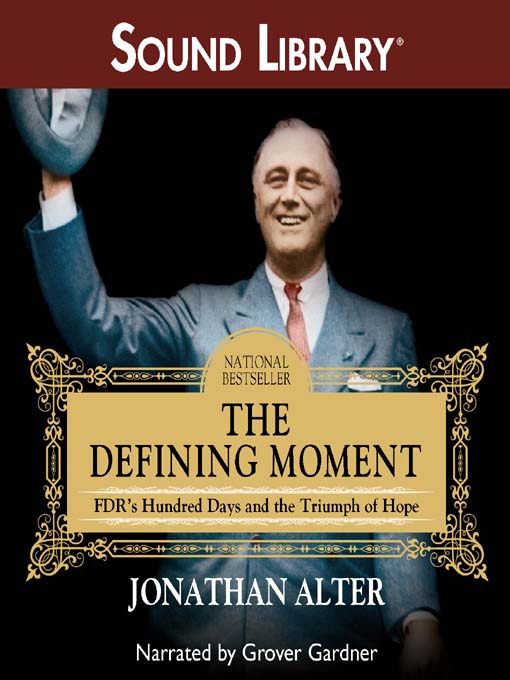 SOUND LIBRARY®
NATIONAL
BESTSELLER
THE
DEFINING MOMENT
FDR's Hundred Days and the Triumph of Hope
JONATHAN ALTER
Narrated by Grover Gardner